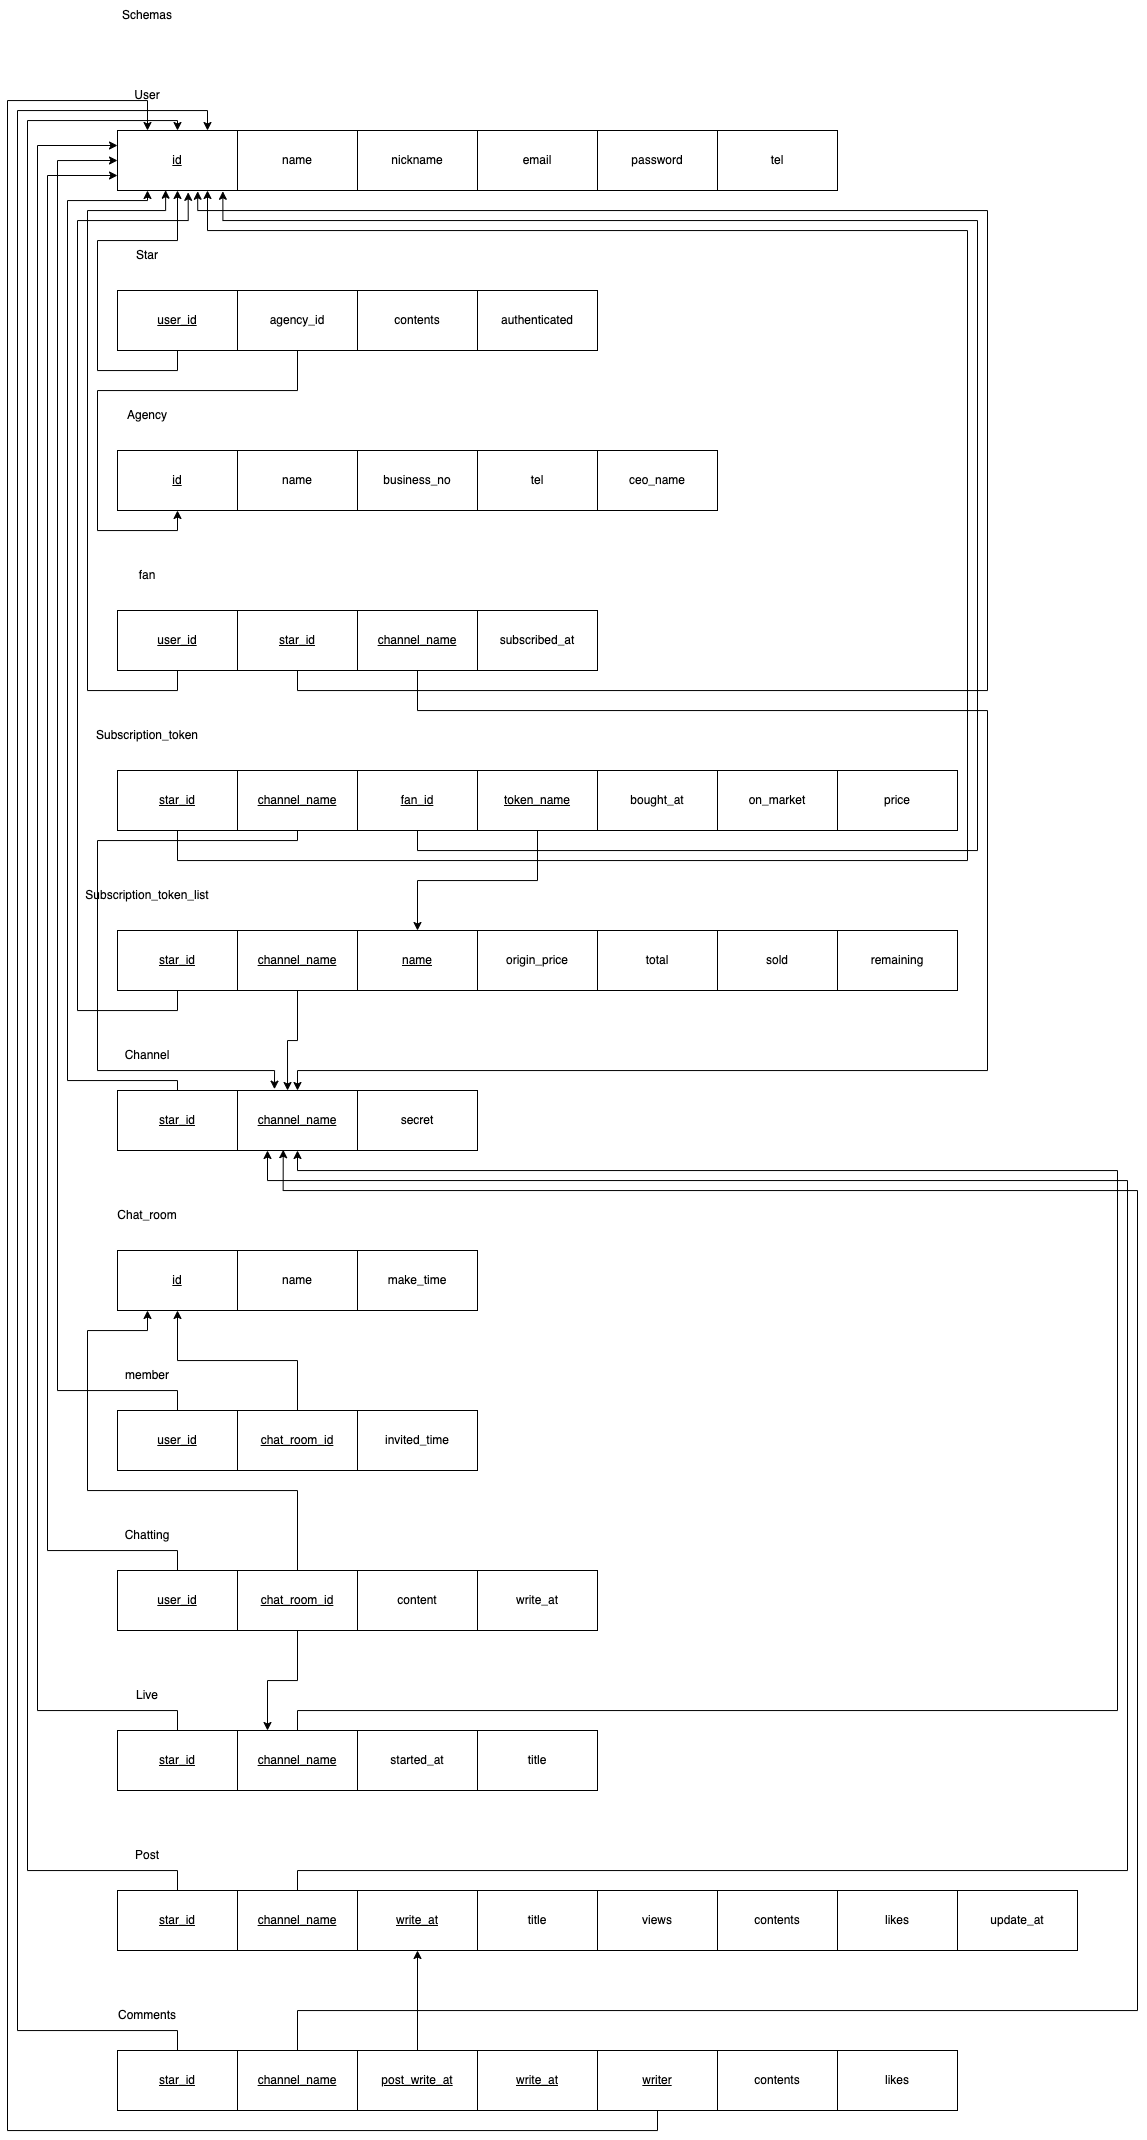 Schemas
User
id name nickname email password tel
Star
user_id agency_id contents authenticated
Agency
id name business_no tel ceo_name
fan
user_id star_id channel_name subscribed_at
Subscription_token
star_id channel_name fan_id token_name bought_at on_market price
Subscription_token_list
star_id channel_name name origin_price total sold remaining
Channel
star_id channel_name secret
Chat_room
id name make_time
member
user_id chat_room_id invited_time
Chatting
user_id chat_room_id content write_at
Live
star_id channel_name started_at title
Post
star_id channel_name write_at title views contents likes update_at
Comments
star_id channel_name post_write_at write_at writer contents likes